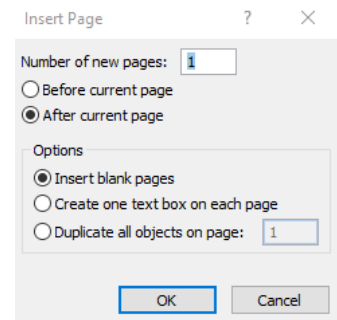 Insert Page ?
Number of new pages: 1
Before current page
After current page
Options
Insert blank pages
Create one text box on each page
Duplicate all objects on page: 1
OK Cancel